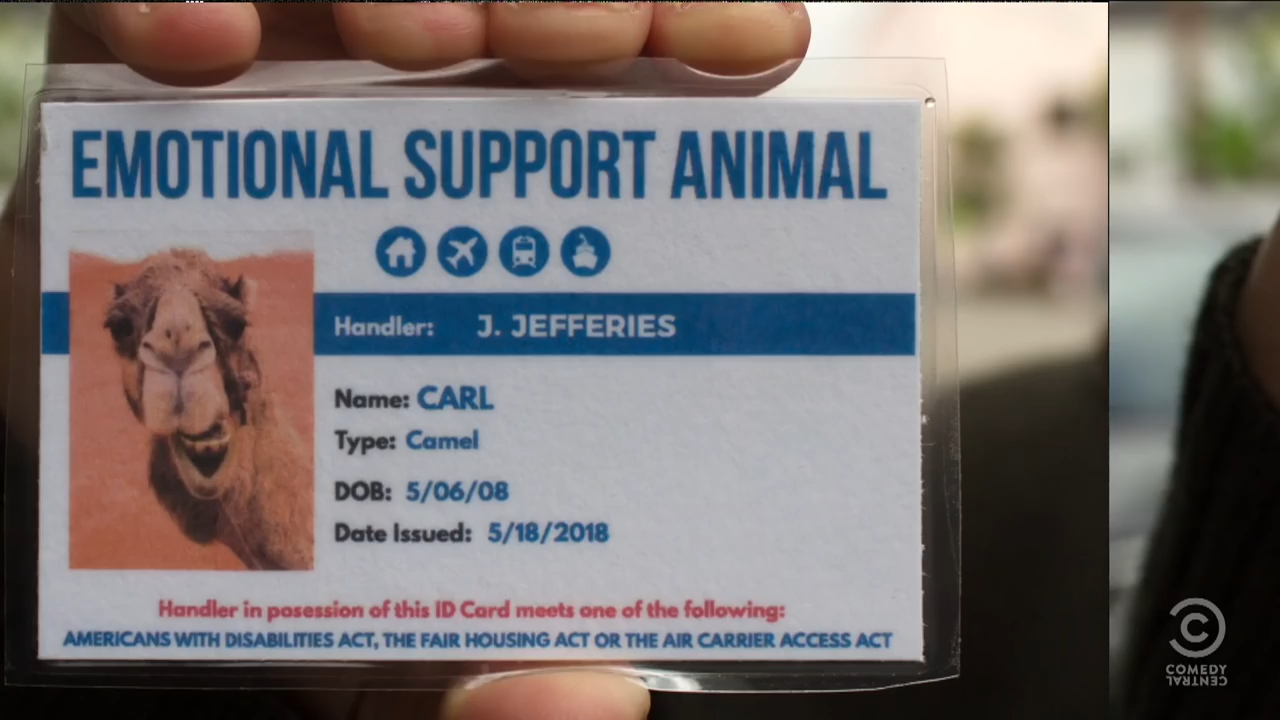 EMOTIONAL SUPPORT ANIMAL
Handler: J. JEFFERIES
Name: CARL
Type: Camel
DOB: 5/06/08
Date Issued: 5/18/2018
Handler in posession of this ID Card meets one of the following:
AMERICANS WITH DISABILITIES ACT, THE FAIR HOUSING ACT OR THE AIR CARRIER ACCESS ACT
COMEDY
CENTRAL